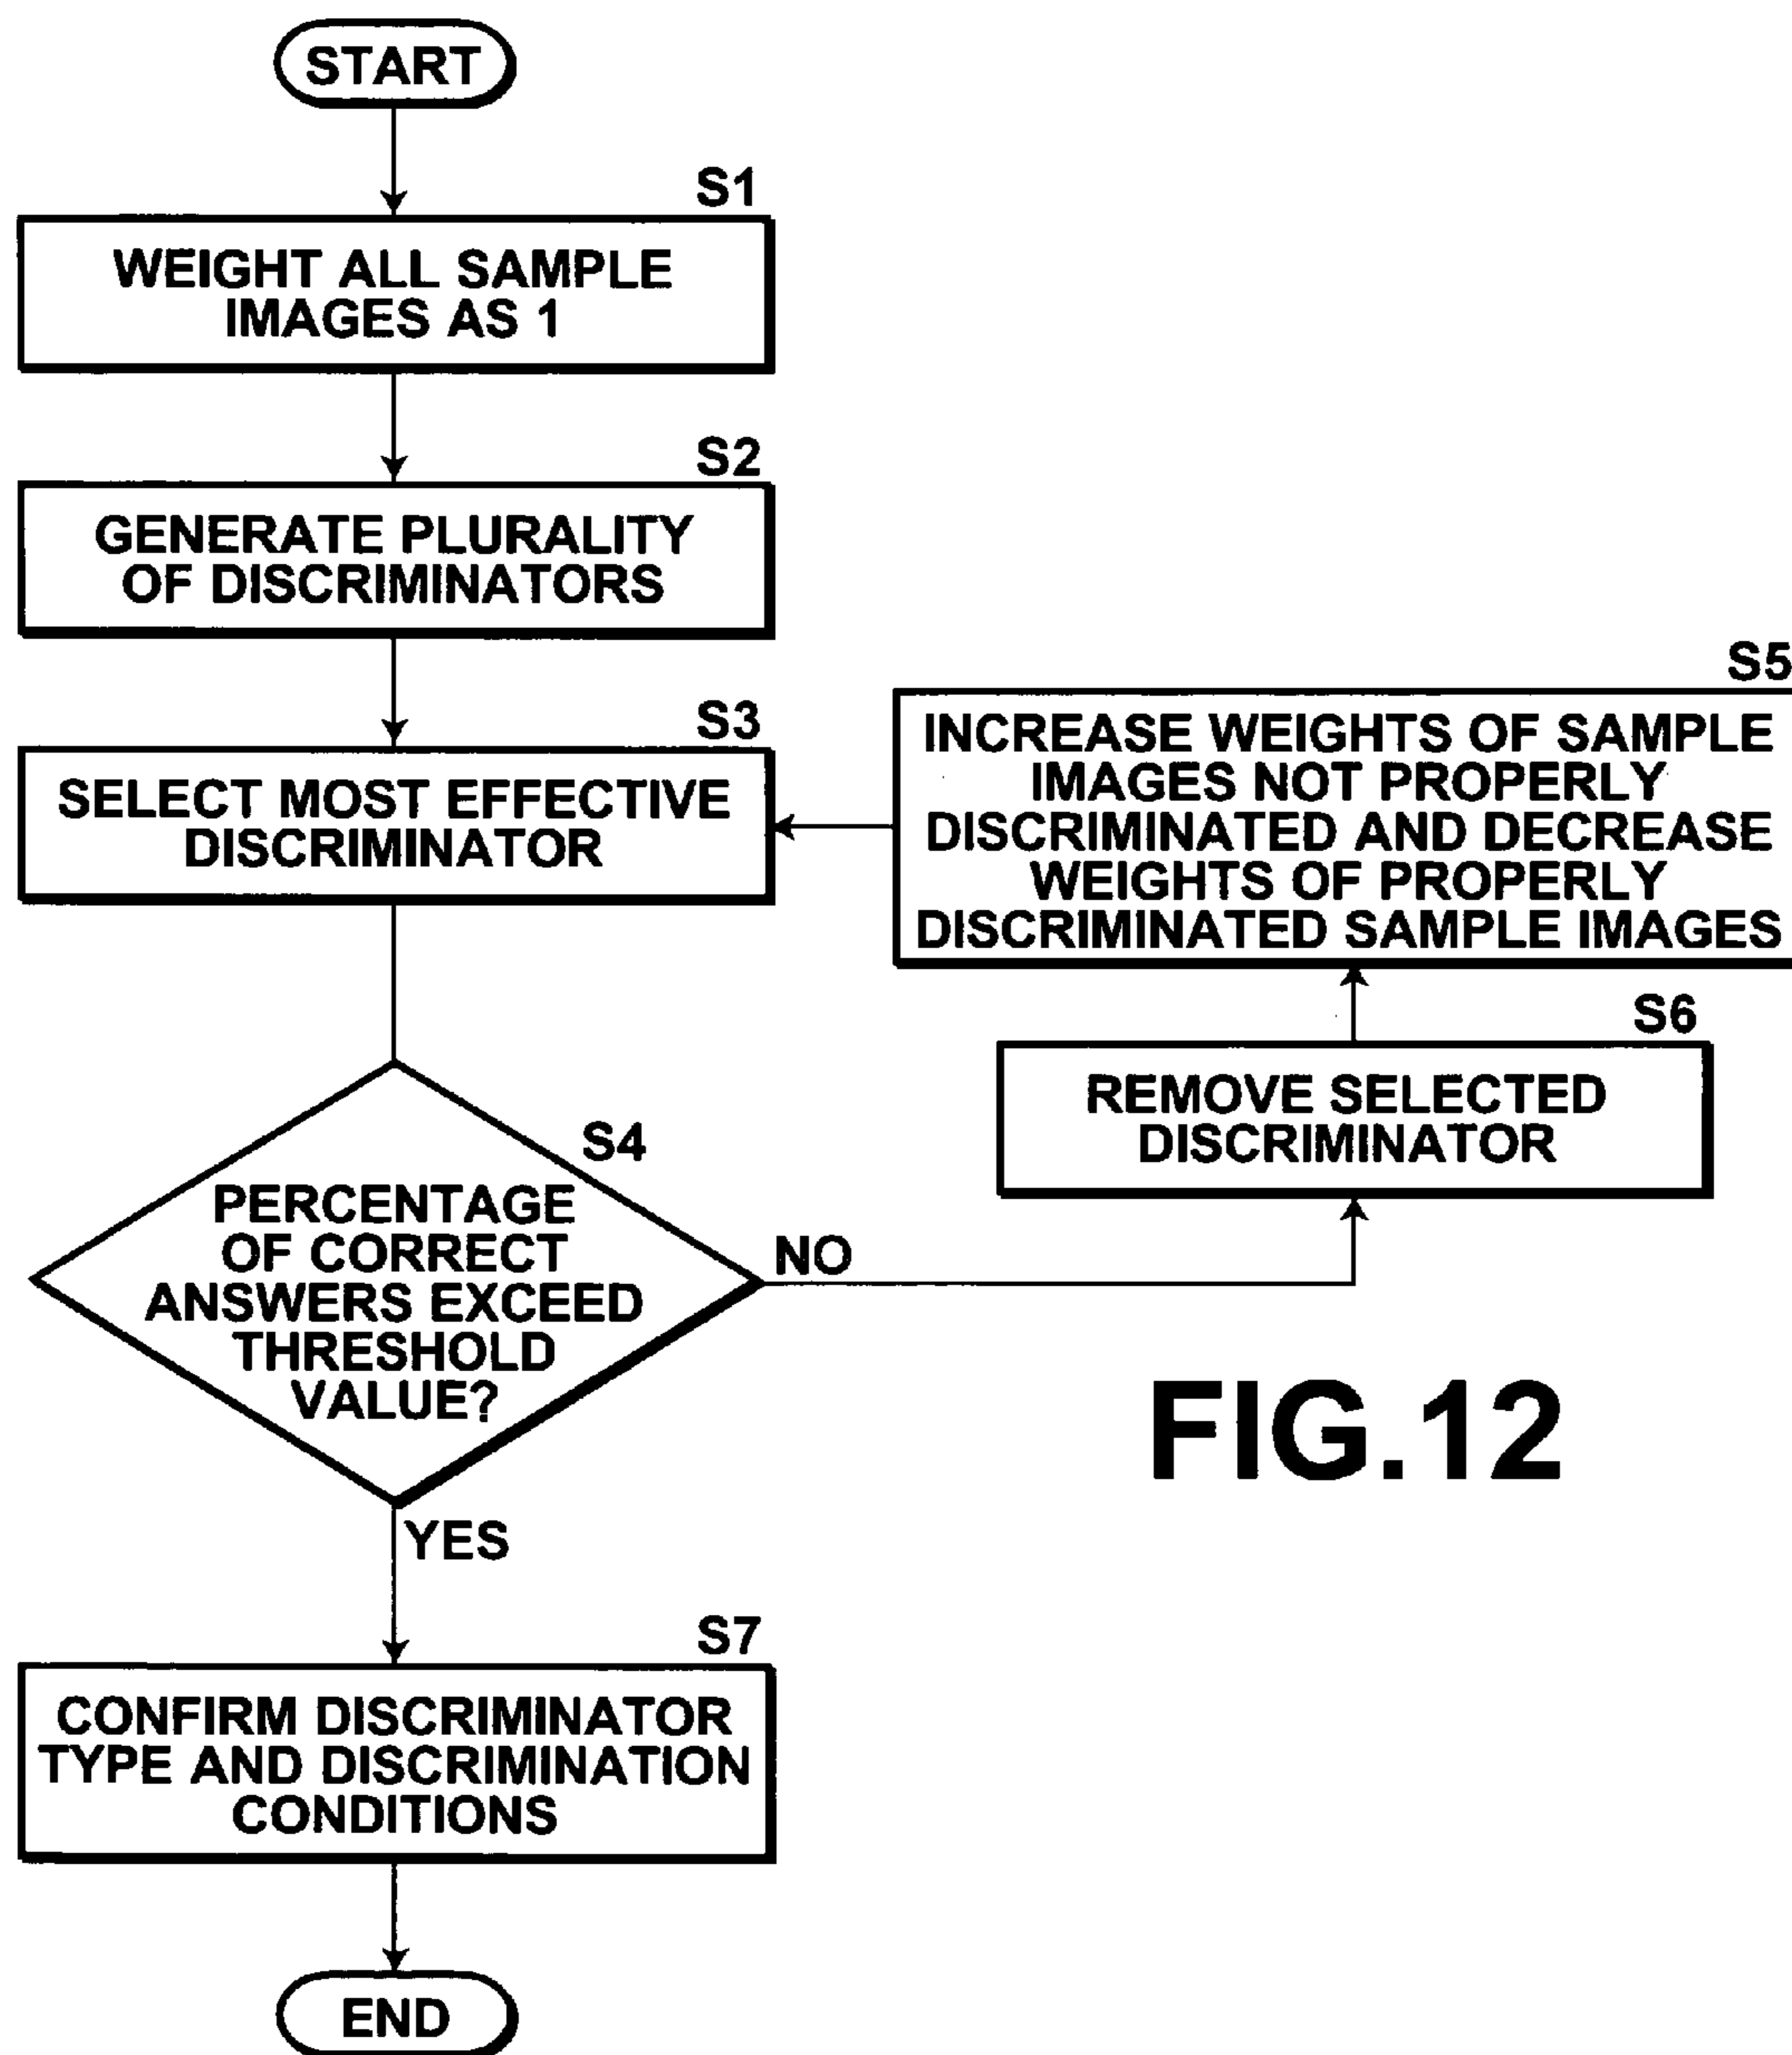 START
S1
WEIGHT ALL SAMPLE
IMAGES AS 1
S2
GENERATE PLURALITY
OF DISCRIMINATORS
S3
SELECT MOST EFFECTIVE
DISCRIMINATOR
S5
INCREASE WEIGHTS OF SAMPLE
IMAGES NOT PROPERLY
DISCRIMINATED AND DECREASE
WEIGHTS OF PROPERLY
DISCRIMINATED SAMPLE IMAGES
S6
REMOVE SELECTED
DISCRIMINATOR
S4
PERCENTAGE
OF CORRECT
ANSWERS EXCEED
THRESHOLD
VALUE?
NO
YES
S7
CONFIRM DISCRIMINATOR
TYPE AND DISCRIMINATION
CONDITIONS
END
FIG.12